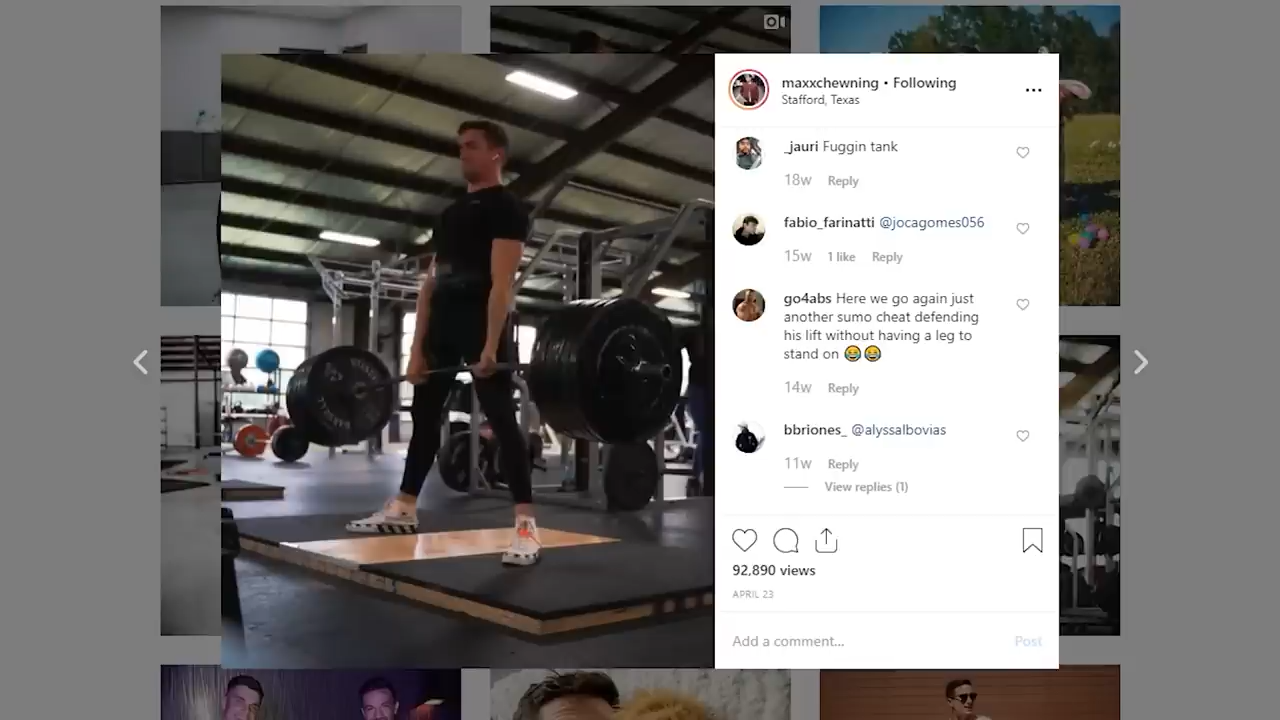 maxxchewning • Following
Stafford, Texas
_jauri Fuggin tank
18w Reply
fabio_farinatti @jocagomes056
15w 1 like Reply
go4abs Here we go again just
another sumo cheat defending
his lift without having a leg to
stand on 😂😂
14w Reply
bbriones_ @alyssalbovias
11w Reply
View replies (1)
92,890 views
APRIL 23
Add a comment... Post